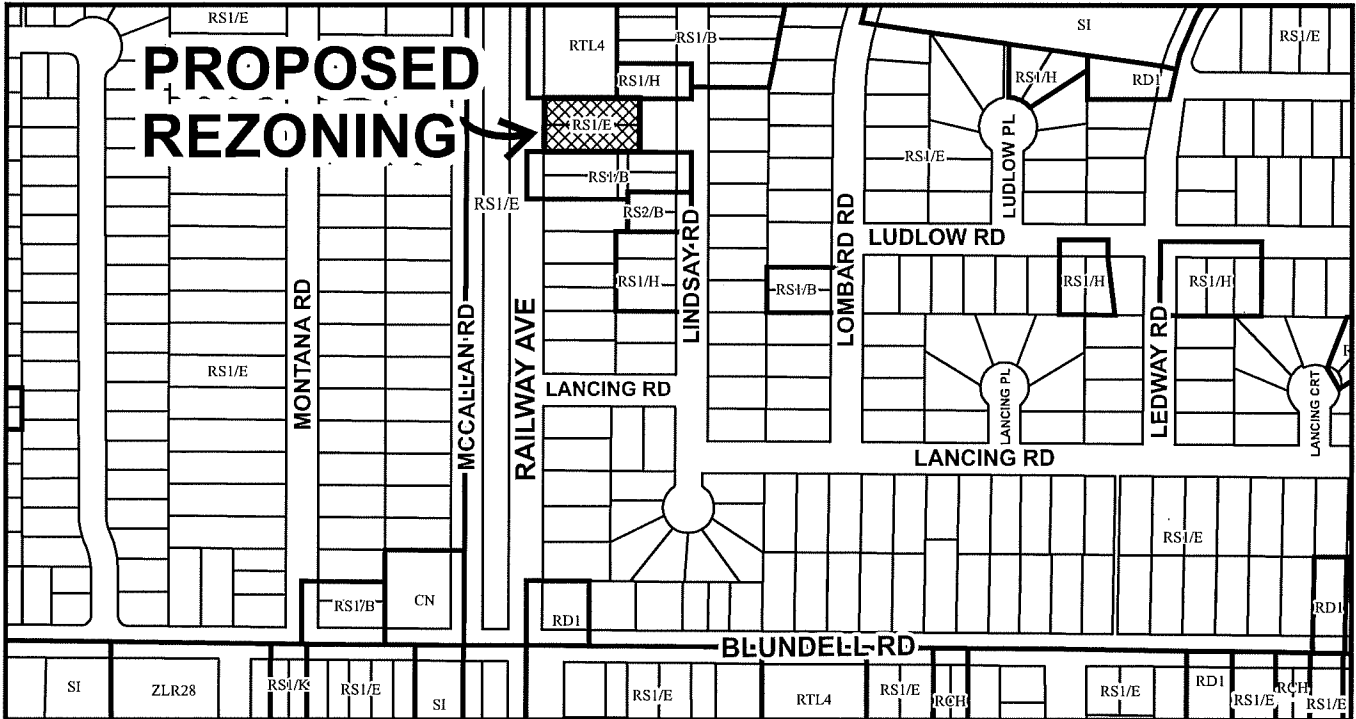 RS1/E
RTL4
RS1/B
SI
RS1/E
PROPOSED
REZONING
RS1/H
RS1/H
RD1
RS1/E
LUDLOW PL
RS1/E
RS1/B
RS1/E
RS2/B
LINDSAY RD
LOMBARD RD
LUDLOW RD
RS1/H
RS1/B
RS1/H
RS1/H
MONTANA RD
MCCALLAN RD
RAILWAY AVE
LEDWAY RD
RS1/E
LANCING RD
LANCING PL
LANCING CRT
R
LANCING RD
RS1/E
RS1/B
CN
RD1
RD1
BLUNDELL RD
SI
ZLR28
RS1/K
RS1/E
SI
RS1/E
RTL4
RS1/E
RCH
RS1/E
RD1
RS1/E
RCH
RS1/E